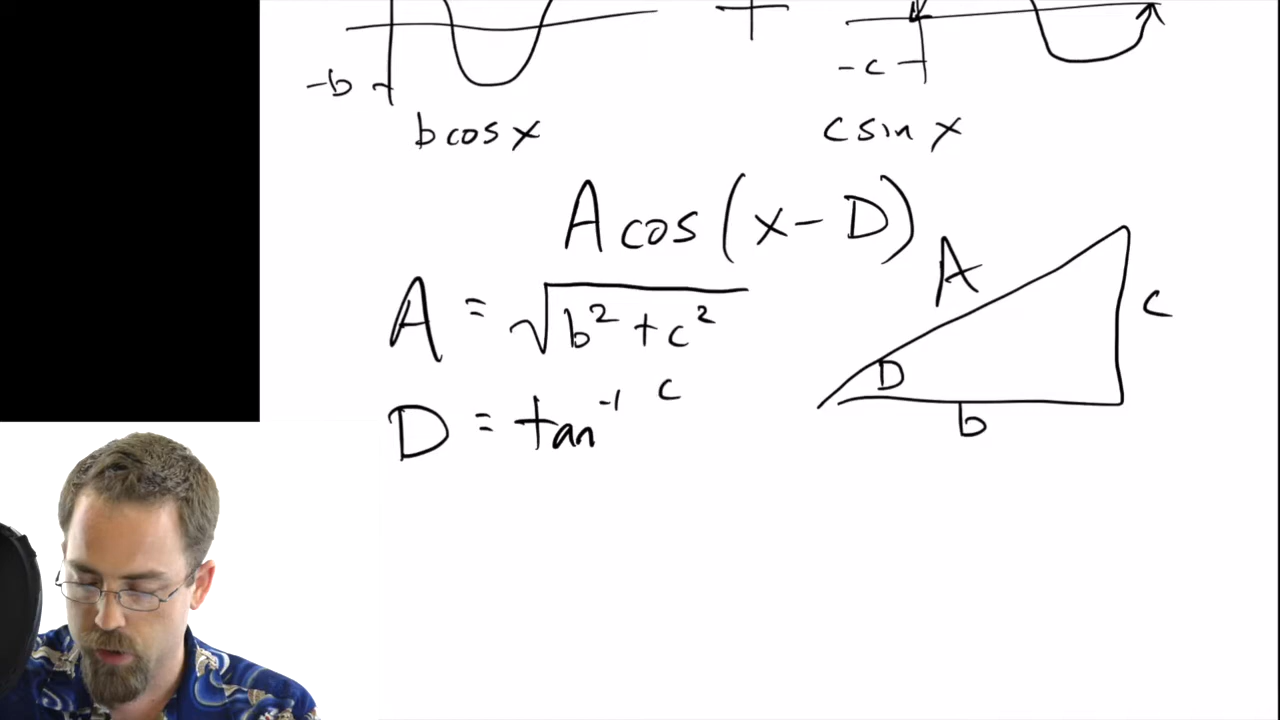 -b
-c
b cos x
+
c sin x
A cos (x - D)
A = √(b² + c²)
A
c
D
b
D = tan⁻¹ c